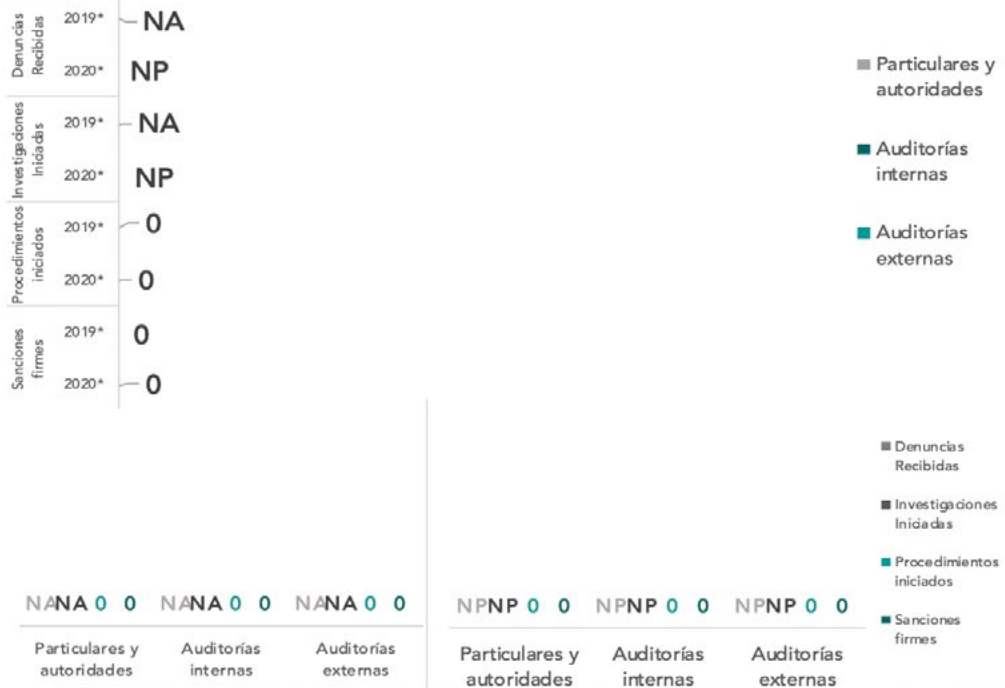 Denuncias
Recibidas
2019*
NA
2020*
NP
Investigaciones
Iniciadas
2019*
NA
2020*
NP
Procedimientos
iniciados
2019*
0
2020*
0
Sanciones
firmes
2019*
0
2020*
0
Particulares y
autoridades
Auditorías
internas
Auditorías
externas
NA NA 0 0 NA NA 0 0 NA NA 0 0
Particulares y
autoridades
Auditorías
internas
Auditorías
externas
NP NP 0 0 NP NP 0 0 NP NP 0 0
Particulares y
autoridades
Auditorías
internas
Auditorías
externas
Denuncias
Recibidas
Investigaciones
Iniciadas
Procedimientos
iniciados
Sanciones
firmes